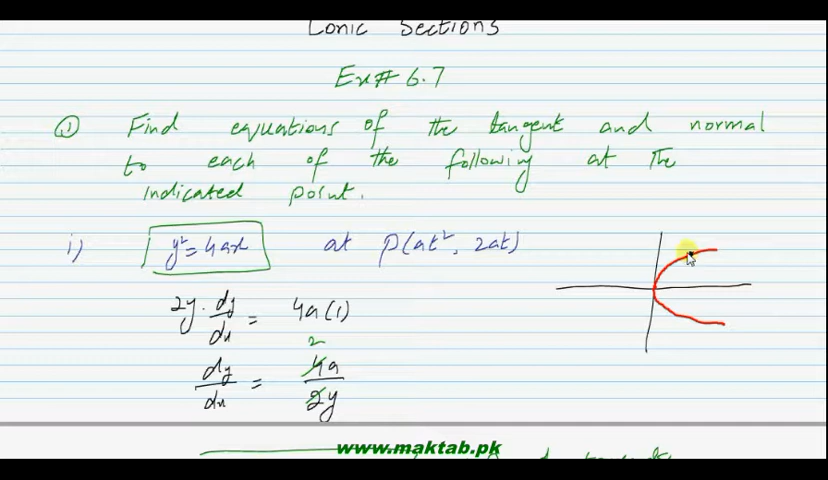 Conic Sections
Ex# 6.7
Q1 Find equations of the tangent and normal
to each of the following at the
indicated point.
i) y² = 4ax at P(at², 2at)
2y . dy/dx = 4a(1)
2
dy/dx = 4a/2y
www.maktab.pk